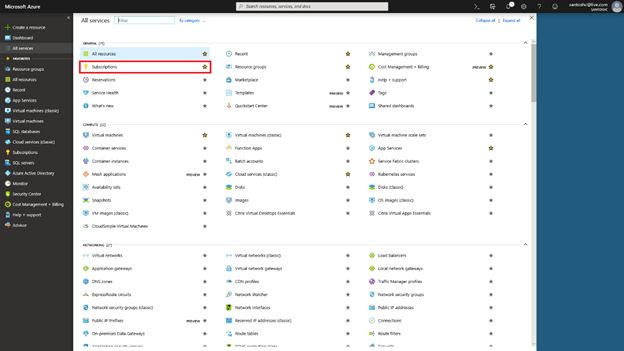 Microsoft Azure
Search resources, services, and docs
santoshc@live.com
SANTOSHC
Create a resource
Dashboard
All services
FAVORITES
Resource groups
All resources
Recent
App Services
Virtual machines (classic)
Virtual machines
SQL databases
Cloud services (classic)
Subscriptions
SQL servers
Azure Active Directory
Monitor
Security Center
Cost Management + Billing
Help + support
Advisor
All services
Filter
By category
Collapse all | Expand all
GENERAL
All resources
Recent
Management groups
Subscriptions
Resource groups
Cost Management + Billing PREVIEW
Reservations
Marketplace
Help + support
Service Health
Templates PREVIEW
Tags
What's new
Quickstart Center PREVIEW
Shared dashboards
COMPUTE
Virtual machines
Virtual machines (classic)
Virtual machine scale sets
Container services
Function Apps
App Services
Container instances
Batch accounts
Service Fabric clusters
Mesh applications PREVIEW
Cloud services (classic)
Kubernetes services
Availability sets
Disks
Disks (classic)
Snapshots
Images
OS images (classic)
VM images (classic)
Citrix Virtual Desktops Essentials
Citrix Virtual Apps Essentials
CloudSimple Virtual Machines
NETWORKING
Virtual networks
Virtual networks (classic)
Load balancers
Application gateways
Virtual network gateways
Local network gateways
DNS zones
CDN profiles
Traffic Manager profiles
ExpressRoute circuits
Network Watcher
Network security groups
Network security groups (classic)
Network interfaces
Public IP addresses
Public IP Prefixes PREVIEW
Reserved IP addresses (classic)
Connections
On-premises Data Gateways
Route tables
Route filters